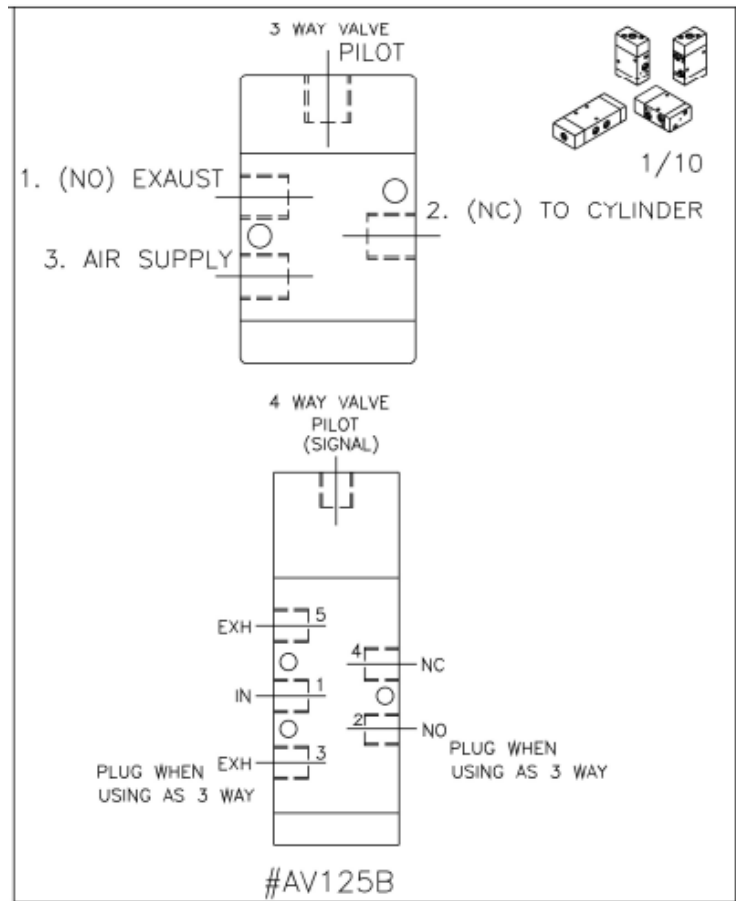 3 WAY VALVE
PILOT
1/10
1. (NO) EXAUST
2. (NC) TO CYLINDER
3. AIR SUPPLY
4 WAY VALVE
PILOT
(SIGNAL)
EXH 5
4 NC
IN 1
2 NO
EXH 3
PLUG WHEN
USING AS 3 WAY
PLUG WHEN
USING AS 3 WAY
#AV125B